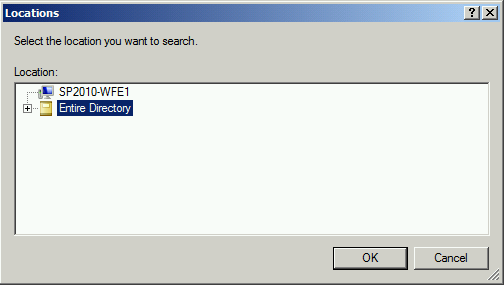 Locations
Select the location you want to search.
Location:
SP2010-WFE1
Entire Directory
OK Cancel